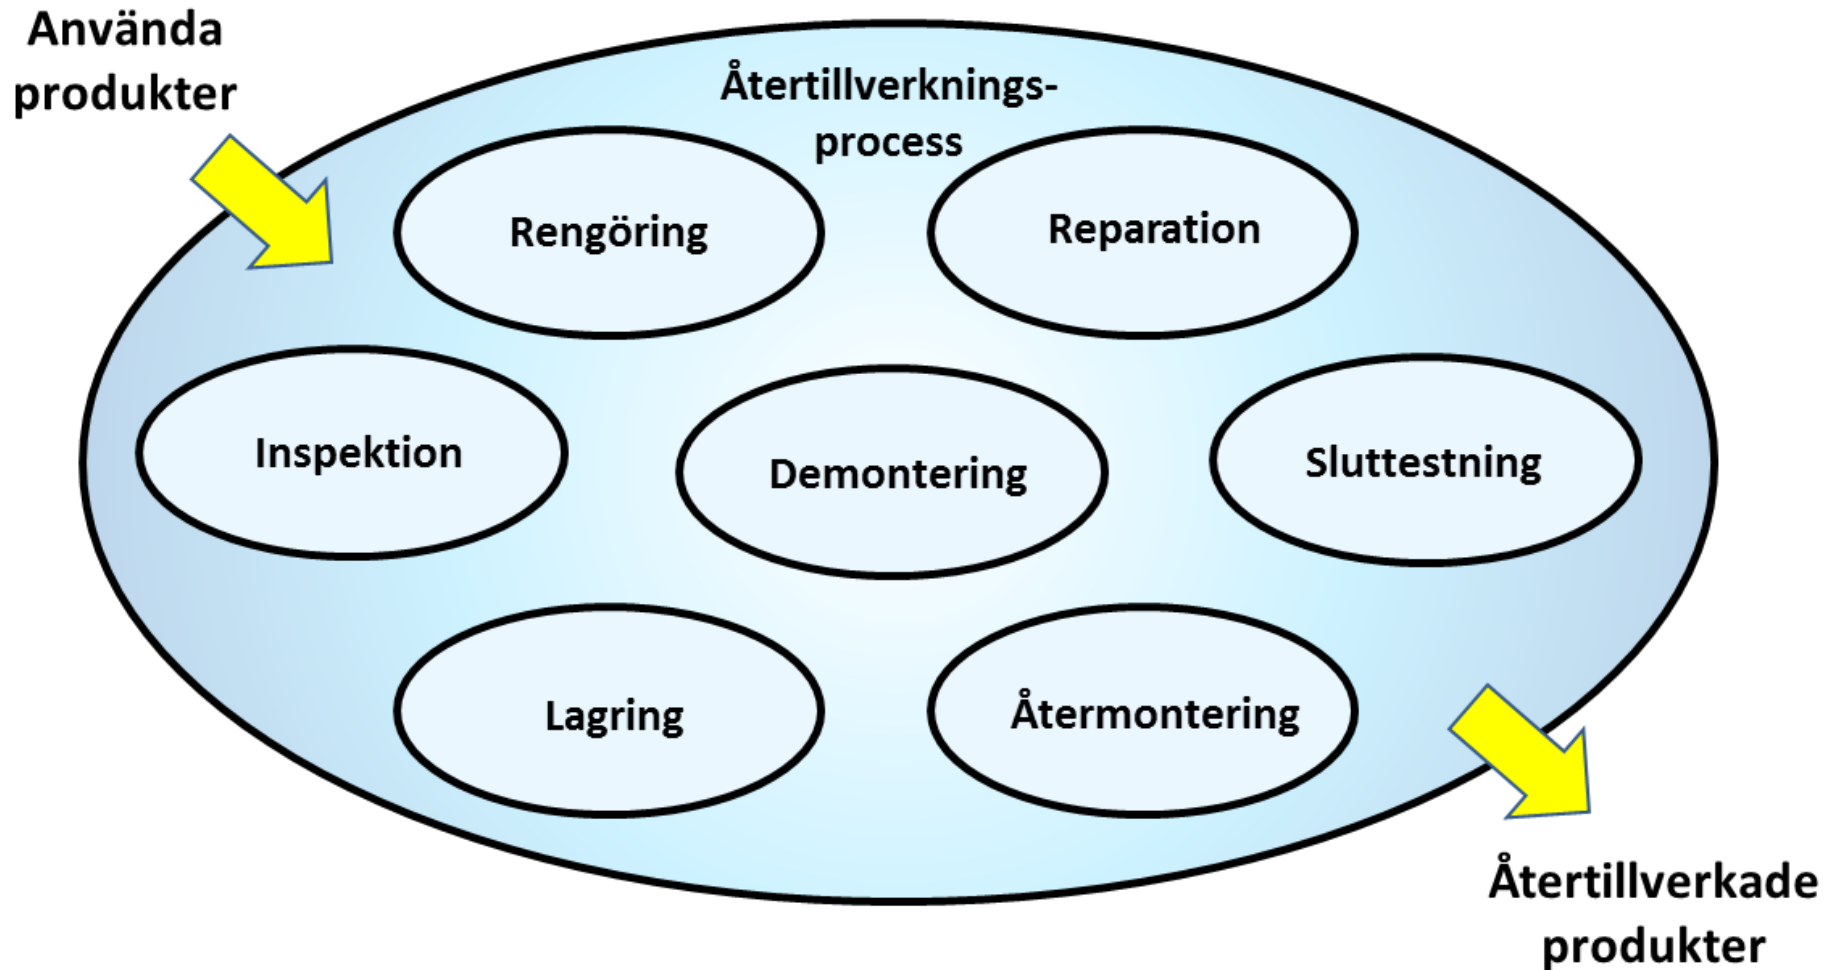 Använda
produkter
Återtillverknings-
process
Rengöring
Reparation
Inspektion
Demontering
Sluttestning
Lagring
Återmontering
Återtillverkade
produkter